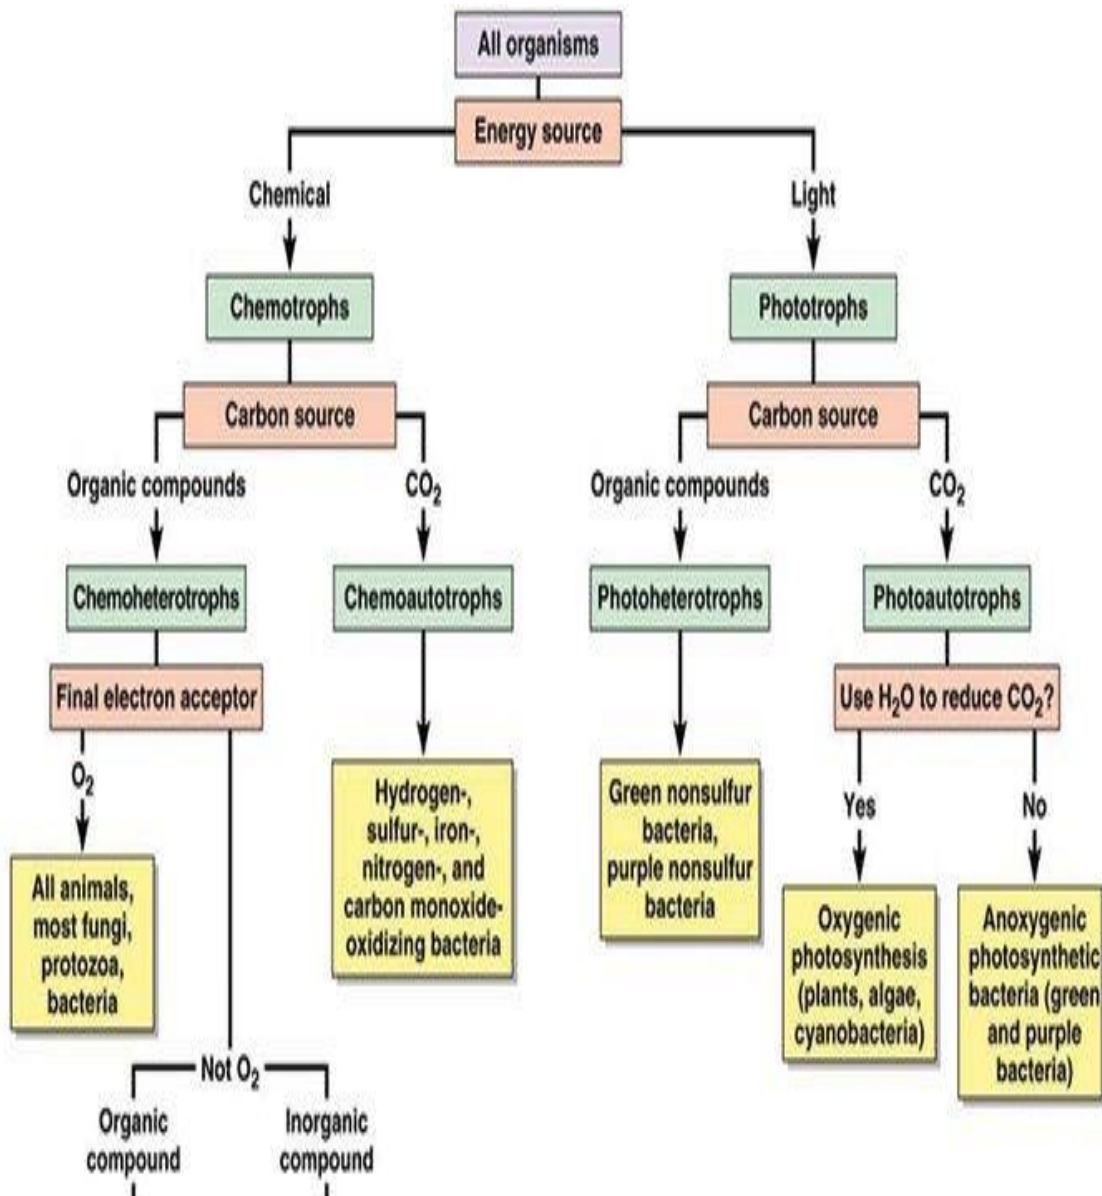 All organisms
Energy source
Chemical
Light
Chemotrophs
Phototrophs
Carbon source
Carbon source
Organic compounds
CO₂
Organic compounds
CO₂
Chemoheterotrophs
Chemoautotrophs
Photoheterotrophs
Photoautotrophs
Final electron acceptor
Use H₂O to reduce CO₂?
O₂
Hydrogen-,
sulfur-, iron-,
nitrogen-, and
carbon monoxide-
oxidizing bacteria
Green nonsulfur
bacteria,
purple nonsulfur
bacteria
Yes
No
All animals,
most fungi,
protozoa,
bacteria
Oxygenic
photosynthesis
(plants, algae,
cyanobacteria)
Anoxygenic
photosynthetic
bacteria (green
and purple
bacteria)
Not O₂
Organic
compound
Inorganic
compound